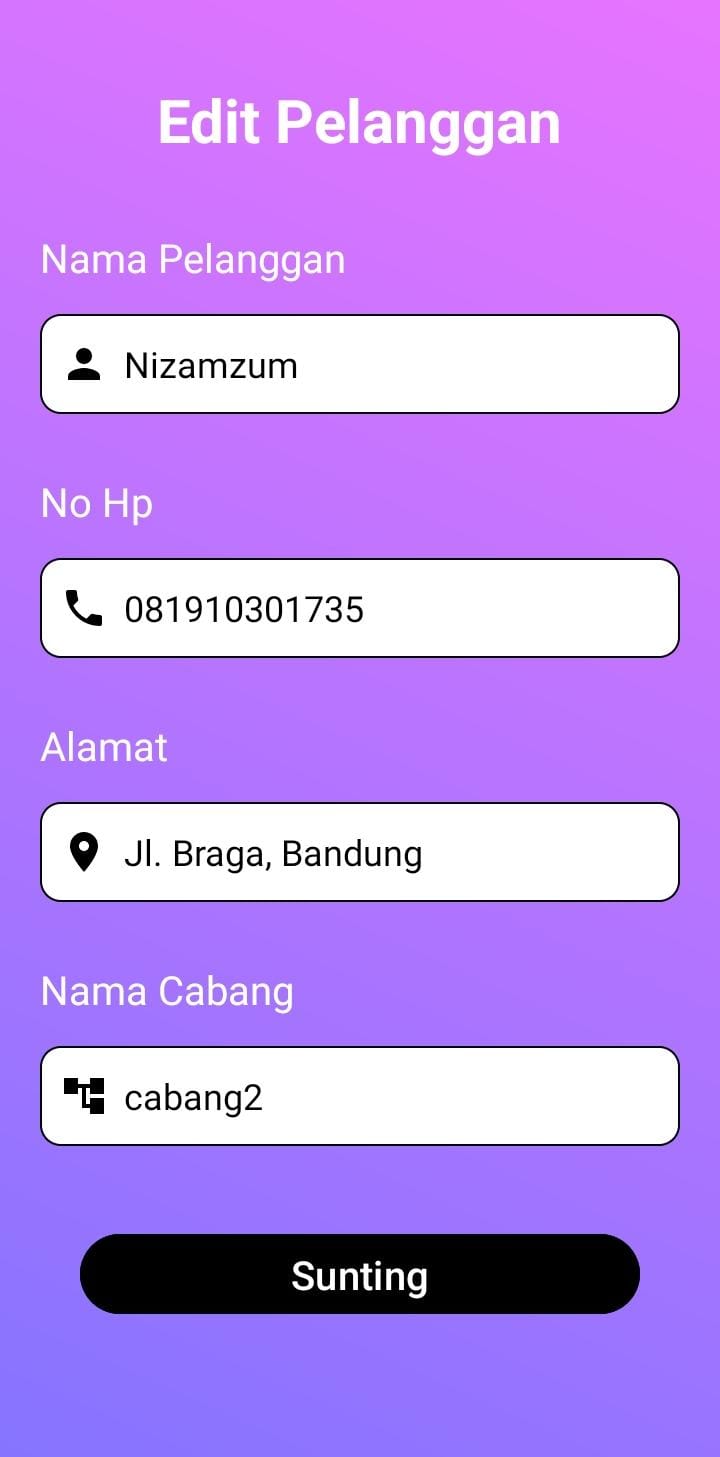 Edit Pelanggan
Nama Pelanggan
Nizamzum
No Hp
081910301735
Alamat
Jl. Braga, Bandung
Nama Cabang
cabang2
Sunting